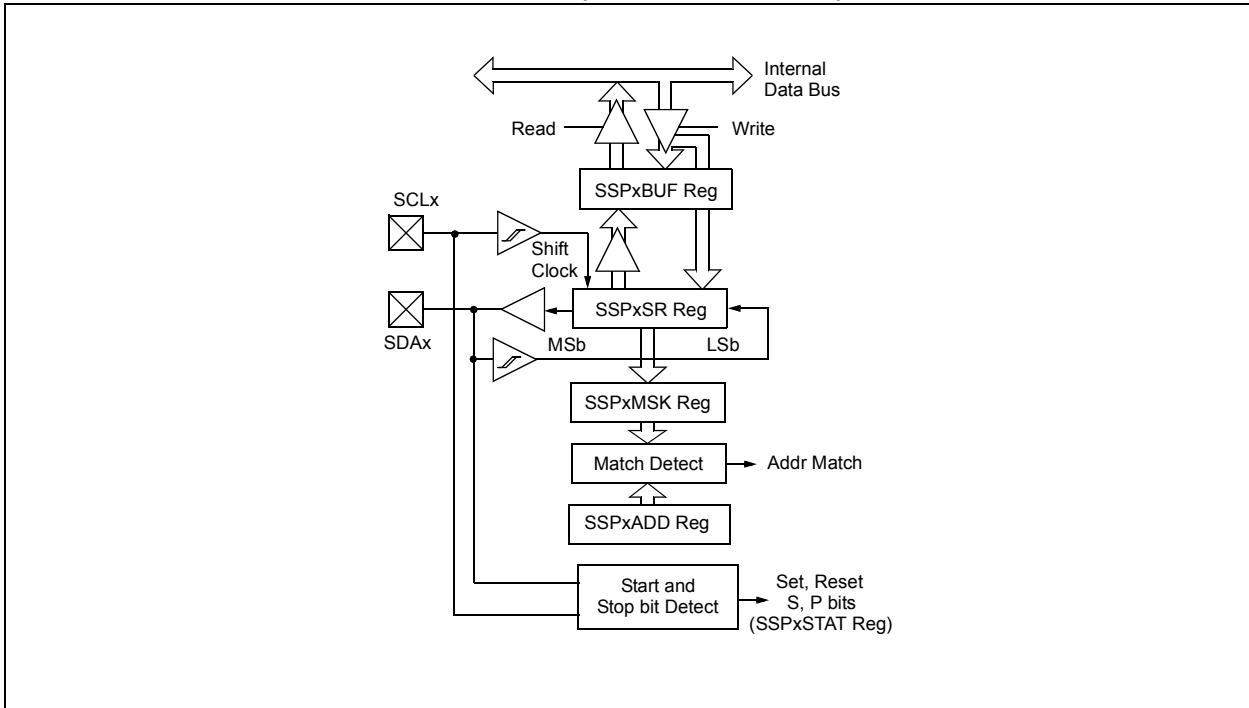 Internal
Data Bus
Read
Write
SSPxBUF Reg
SCLx
Shift
Clock
SSPxSR Reg
SDAx
MSb
LSb
SSPxMSK Reg
Match Detect
Addr Match
SSPxADD Reg
Start and
Stop bit Detect
Set, Reset
S, P bits
(SSPxSTAT Reg)